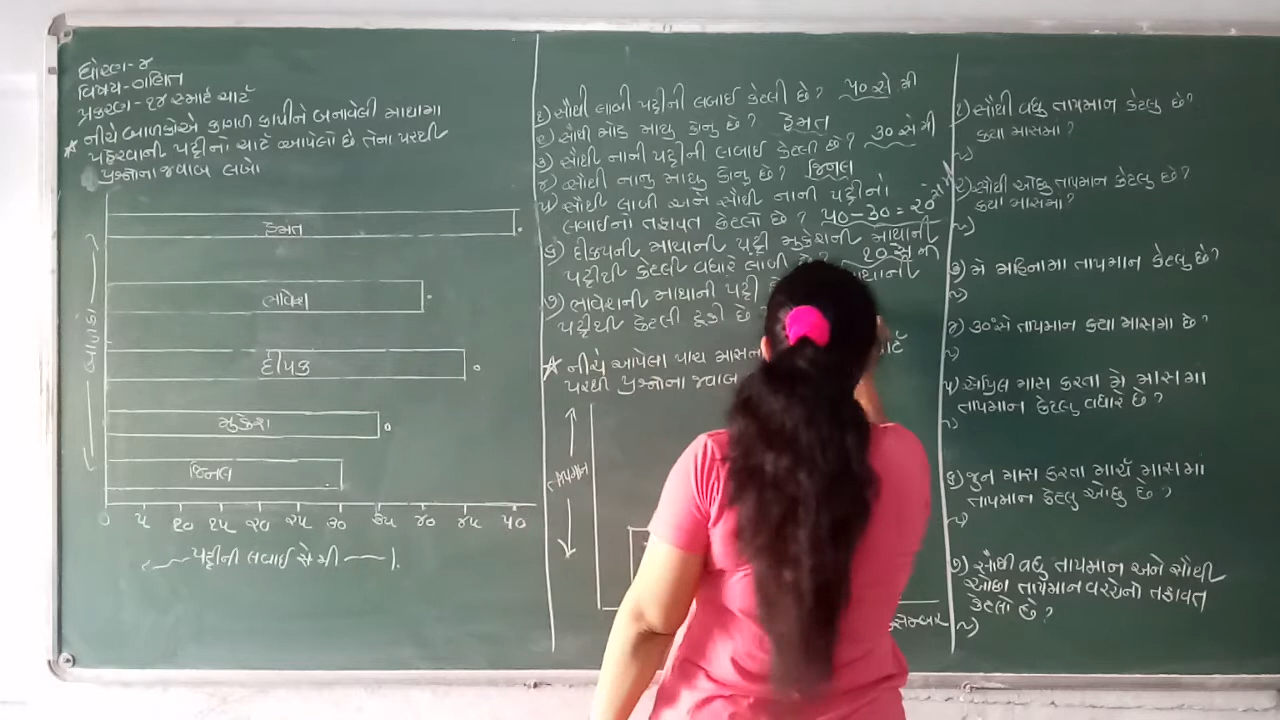 ધોરણ-૪
વિષય-ગણિત
પ્રકરણ-૧૪ સ્માર્ટ ચાર્ટ
* નીચે બાળકોએ કાગળ કાપીને બનાવેલી માથામા
પહેરવાની પટ્ટીનો ચાર્ટ આપેલો છે તેના પરથી
પ્રશ્નોના જવાબ લખો
હેમત
ભાવેશ
દીપક
મુકેશ
જિનલ
બાળકો
૦ ૫ ૧૦ ૧૫ ૨૦ ૨૫ ૩૦ ૩૫ ૪૦ ૪૫ ૫૦
પટ્ટીની લંબાઈ સે મી
૧) સૌથી લાંબી પટ્ટીની લંબાઈ કેટલી છે? ૫૦ સે મી
૨) સૌથી મોટુ માથુ કોનુ છે? હેમત
૩) સૌથી નાની પટ્ટીની લંબાઈ કેટલી છે? ૩૦ સે મી
૪) સૌથી નાનુ માથુ કોનુ છે? જિનલ
૫) સૌથી લાંબી અને સૌથી નાની પટ્ટીનો
લંબાઈનો તફાવત કેટલો છે? ૫૦-૩૦=૨૦ સે મી
૬) દીપકની માથાની પટ્ટી મુકેશની માથાની
પટ્ટીથી કેટલી વધારે લાંબી છે? ૧૦ સે મી
૭) ભાવેશની માથાની પટ્ટી માથાની
પટ્ટીથી કેટલી ટૂંકી છે
* નીચે આપેલા પાંચ માસના ચાર્ટ
પરથી પ્રશ્નોના જવાબ
તાપમાન
સેમ્બર
૧) સૌથી વધુ તાપમાન કેટલુ છે?
કયા માસમા?
જ)
૨) સૌથી ઓછુ તાપમાન કેટલુ છે?
કયા માસમા?
જ)
૩) મે મહિનામા તાપમાન કેટલુ છે?
જ)
૪) ૩૦°સે તાપમાન કયા માસમા છે?
જ)
૫) એપ્રિલ માસ કરતા મે માસમા
તાપમાન કેટલુ વધારે છે?
જ)
૬) જુન માસ કરતા માર્ચ માસમા
તાપમાન કેટલુ ઓછુ છે?
જ)
૭) સૌથી વધુ તાપમાન અને સૌથી
ઓછા તાપમાન વચ્ચેનો તફાવત
કેટલો છે?
જ)